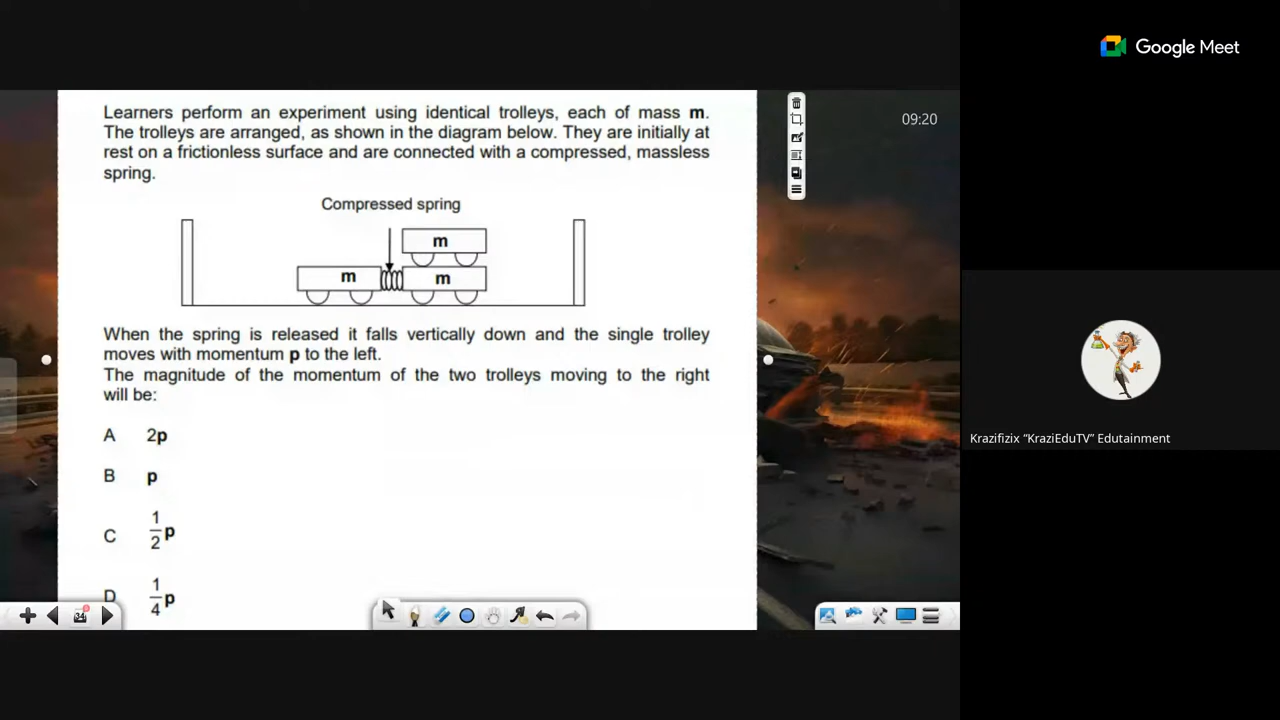 Google Meet
09:20
Learners perform an experiment using identical trolleys, each of mass m.
The trolleys are arranged, as shown in the diagram below. They are initially at
rest on a frictionless surface and are connected with a compressed, massless
spring.
Compressed spring
m
m
m
When the spring is released it falls vertically down and the single trolley
moves with momentum p to the left.
The magnitude of the momentum of the two trolleys moving to the right
will be:
A 2p
B p
C 1/2 p
D 1/4 p
34
Krazifizix “KraziEduTV” Edutainment